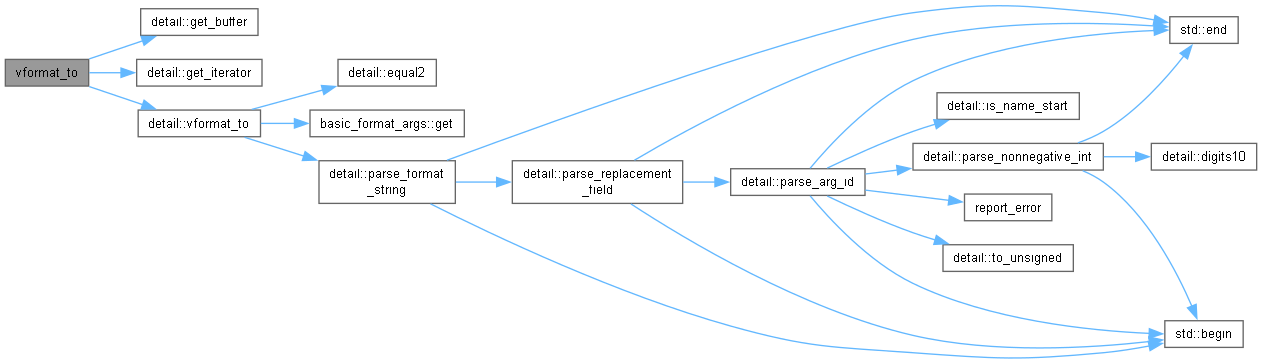 vformat_to
detail::get_buffer
detail::get_iterator
detail::vformat_to
detail::equal2
basic_format_args::get
detail::parse_format
_string
detail::parse_replacement
_field
detail::parse_arg_id
std::end
detail::is_name_start
detail::parse_nonnegative_int
detail::digits10
report_error
detail::to_unsigned
std::begin